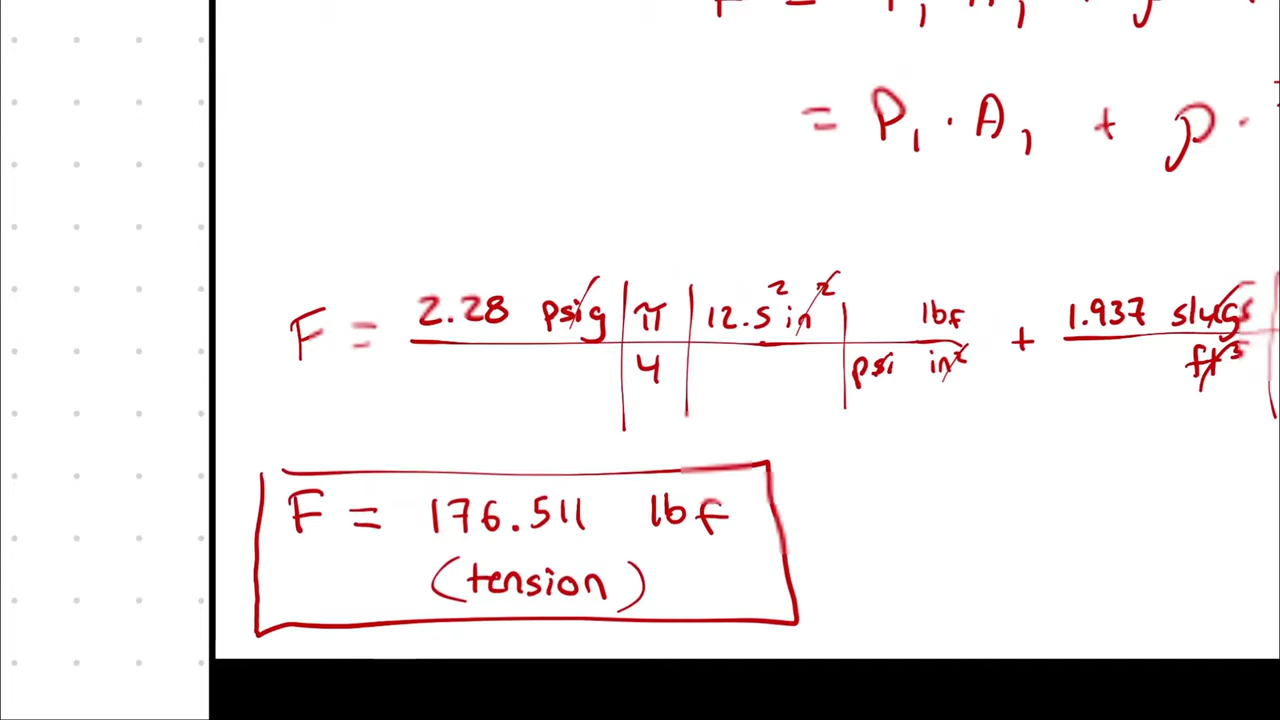 = P₁ · A₁ + ρ ·
F = 2.28 psig | π | 12.5² in² | lbf + 1.937 slugs
4 | psi in² ft³
F = 176.511 lbf
(tension)